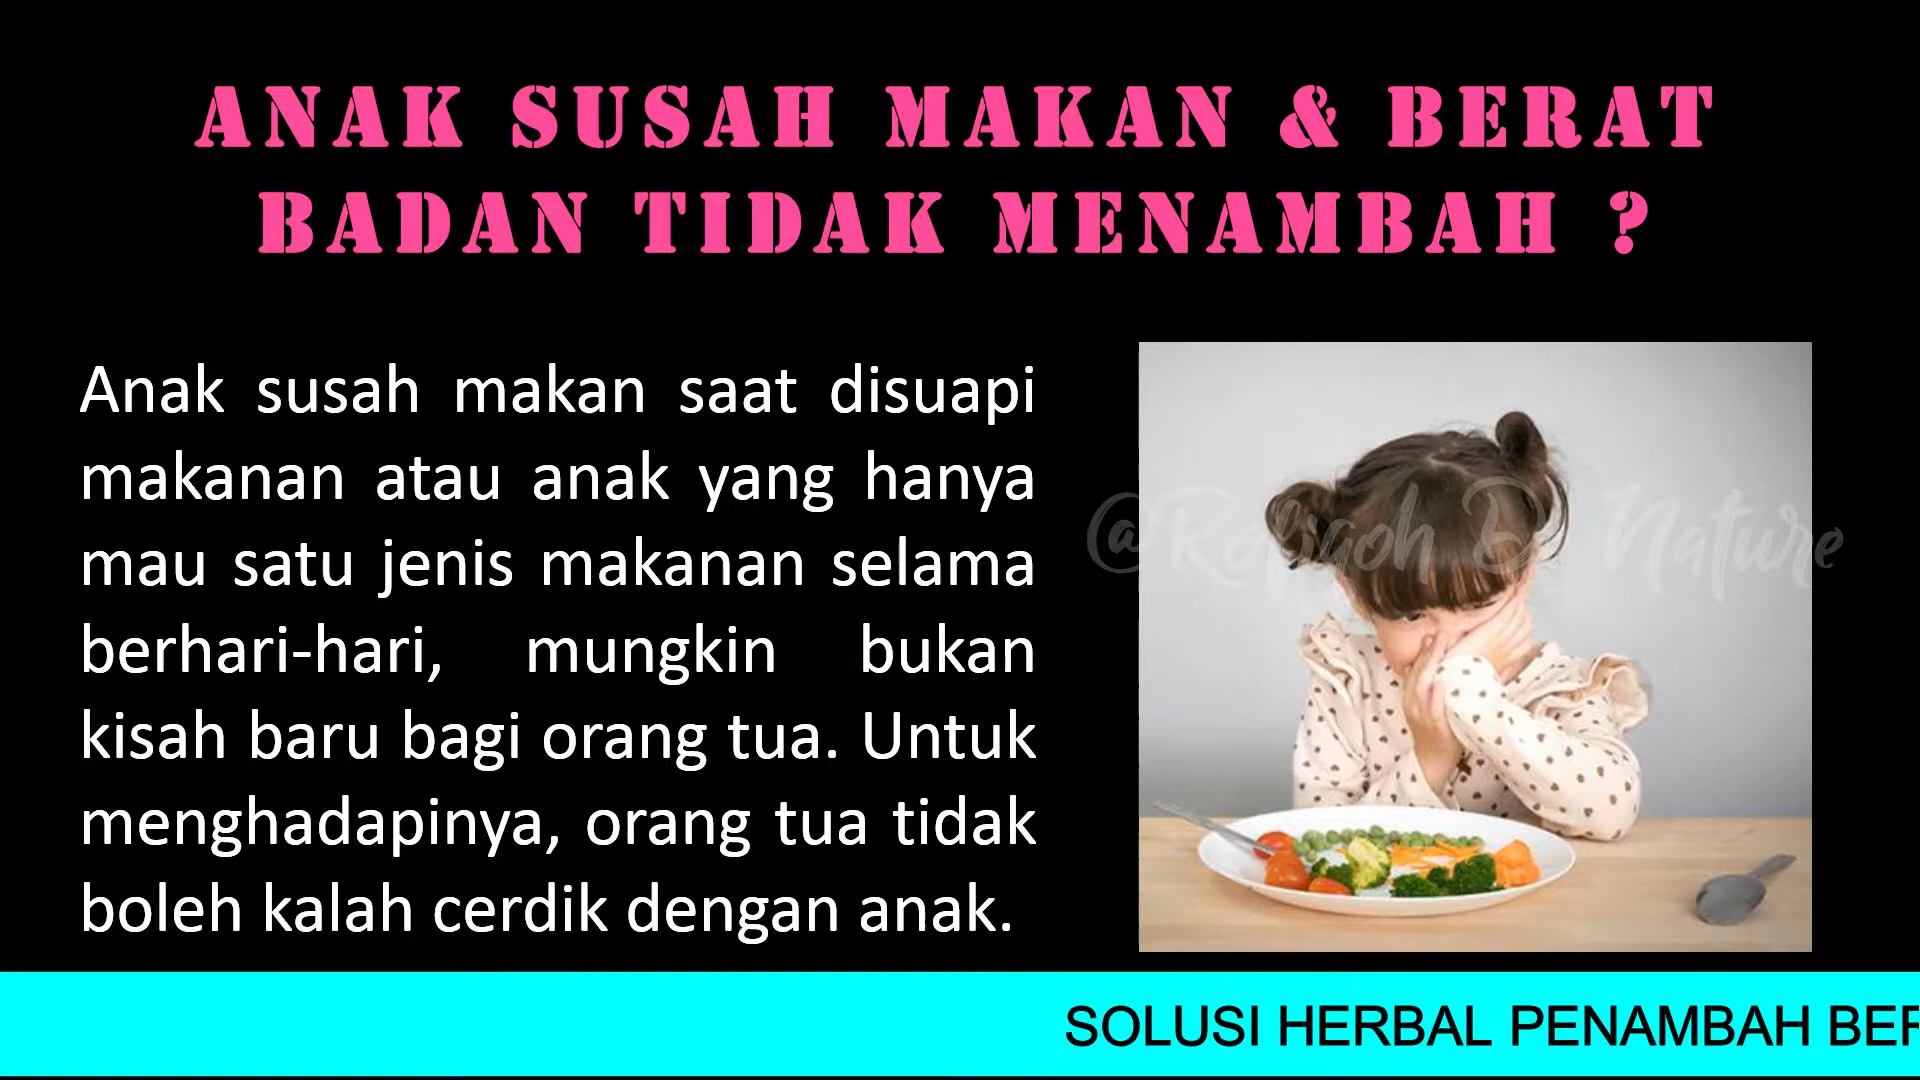 ANAK SUSAH MAKAN & BERAT
BADAN TIDAK MENAMBAH ?
Anak susah makan saat disuapi
makanan atau anak yang hanya
mau satu jenis makanan selama
berhari-hari, mungkin bukan
kisah baru bagi orang tua. Untuk
menghadapinya, orang tua tidak
boleh kalah cerdik dengan anak.
Nature
SOLUSI HERBAL PENAMBAH